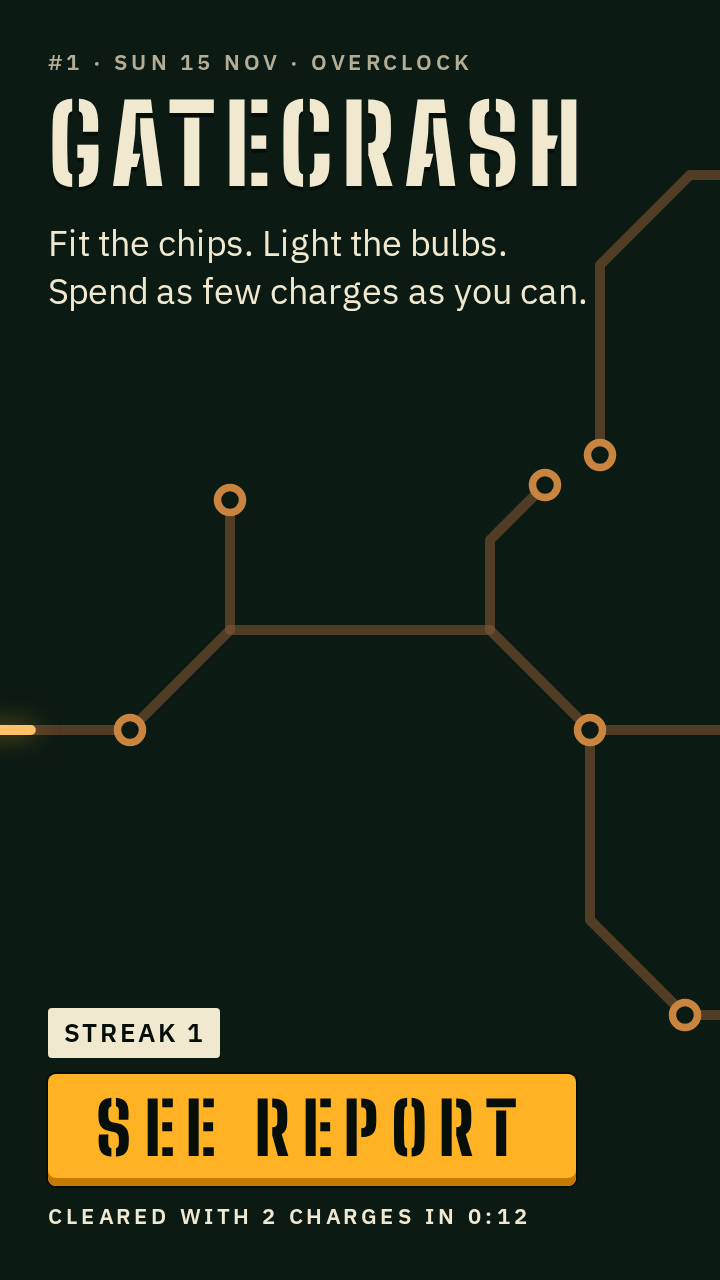 #1 · SUN 15 NOV · OVERCLOCK
GATECRASH
Fit the chips. Light the bulbs.
Spend as few charges as you can.
STREAK 1
SEE REPORT
CLEARED WITH 2 CHARGES IN 0:12